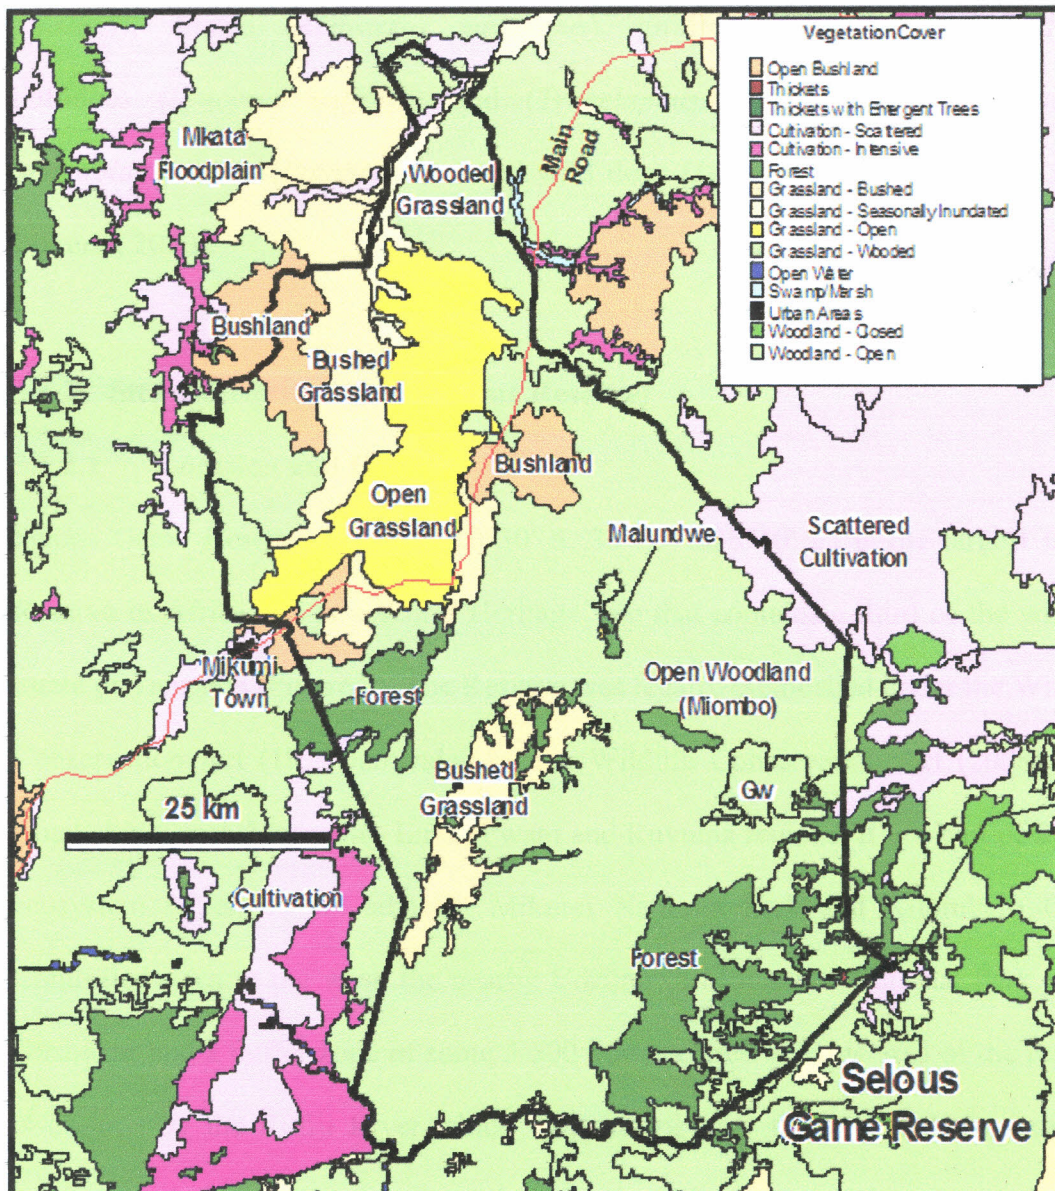 Vegetation Cover
Open Bushland
Thickets
Thickets with Emergent Trees
Cultivation - Scattered
Cultivation - Intensive
Forest
Grassland - Bushed
Grassland - Seasonally Inundated
Grassland - Open
Grassland - Wooded
Open Water
Swamp/Marsh
Urban Areas
Woodland - Closed
Woodland - Open
Mkata
Floodplain
Wooded
Grassland
Main
Road
Bushland
Bushed
Grassland
Bushland
Open
Grassland
Malundwe
Scattered
Cultivation
Mikumi
Town
Forest
Open Woodland
(Miombo)
Bushed
Grassland
Gw
25 km
Cultivation
Forest
Selous
Game Reserve